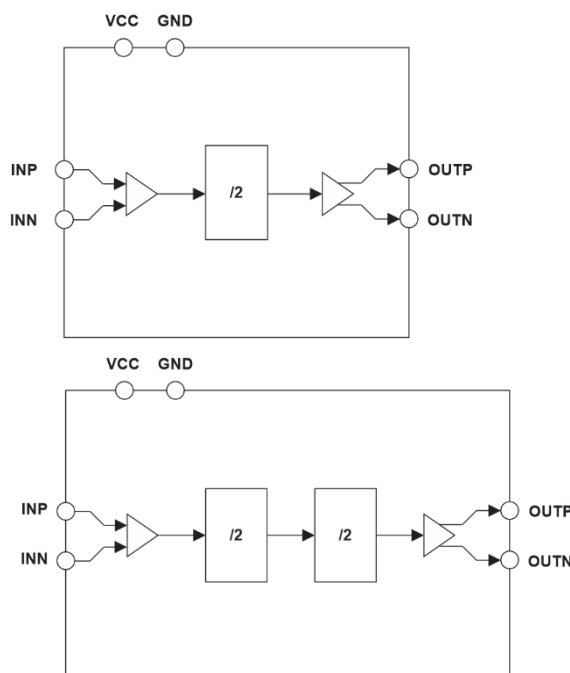 VCC GND
INP
/2
OUTP
INN
OUTN
VCC GND
INP
/2 /2
OUTP
INN
OUTN